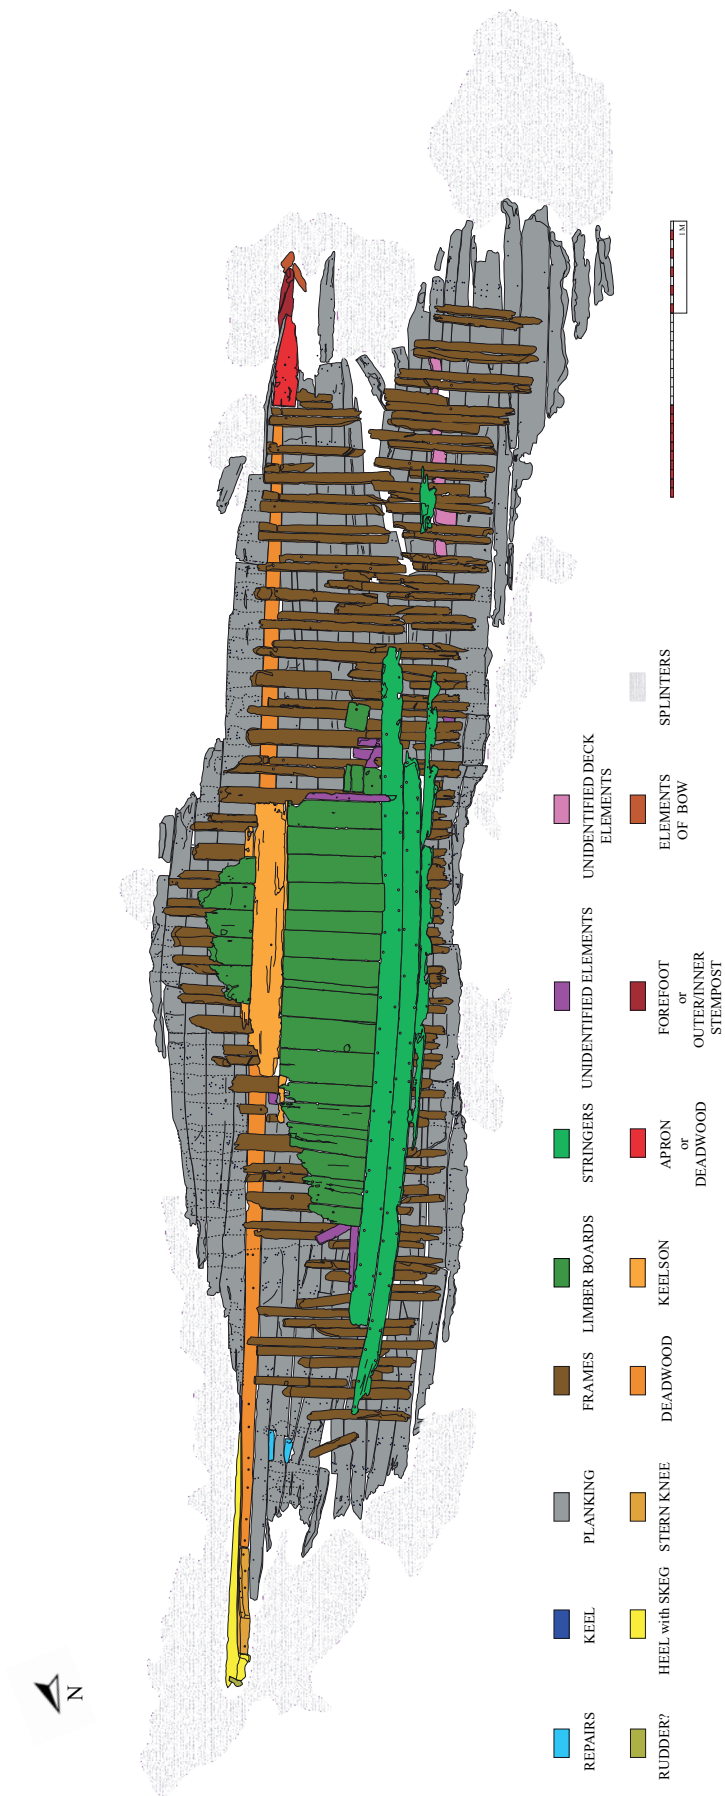 N
1 M
REPAIRS
KEEL
PLANKING
FRAMES
LIMBER BOARDS
STRINGERS
UNIDENTIFIED ELEMENTS
UNIDENTIFIED DECK
ELEMENTS
RUDDER?
HEEL with SKEG
STERN KNEE
DEADWOOD
KEELSON
APRON
or
DEADWOOD
FOREFOOT
or
OUTER/INNER
STEMPOST
ELEMENTS
OF BOW
SPLINTERS